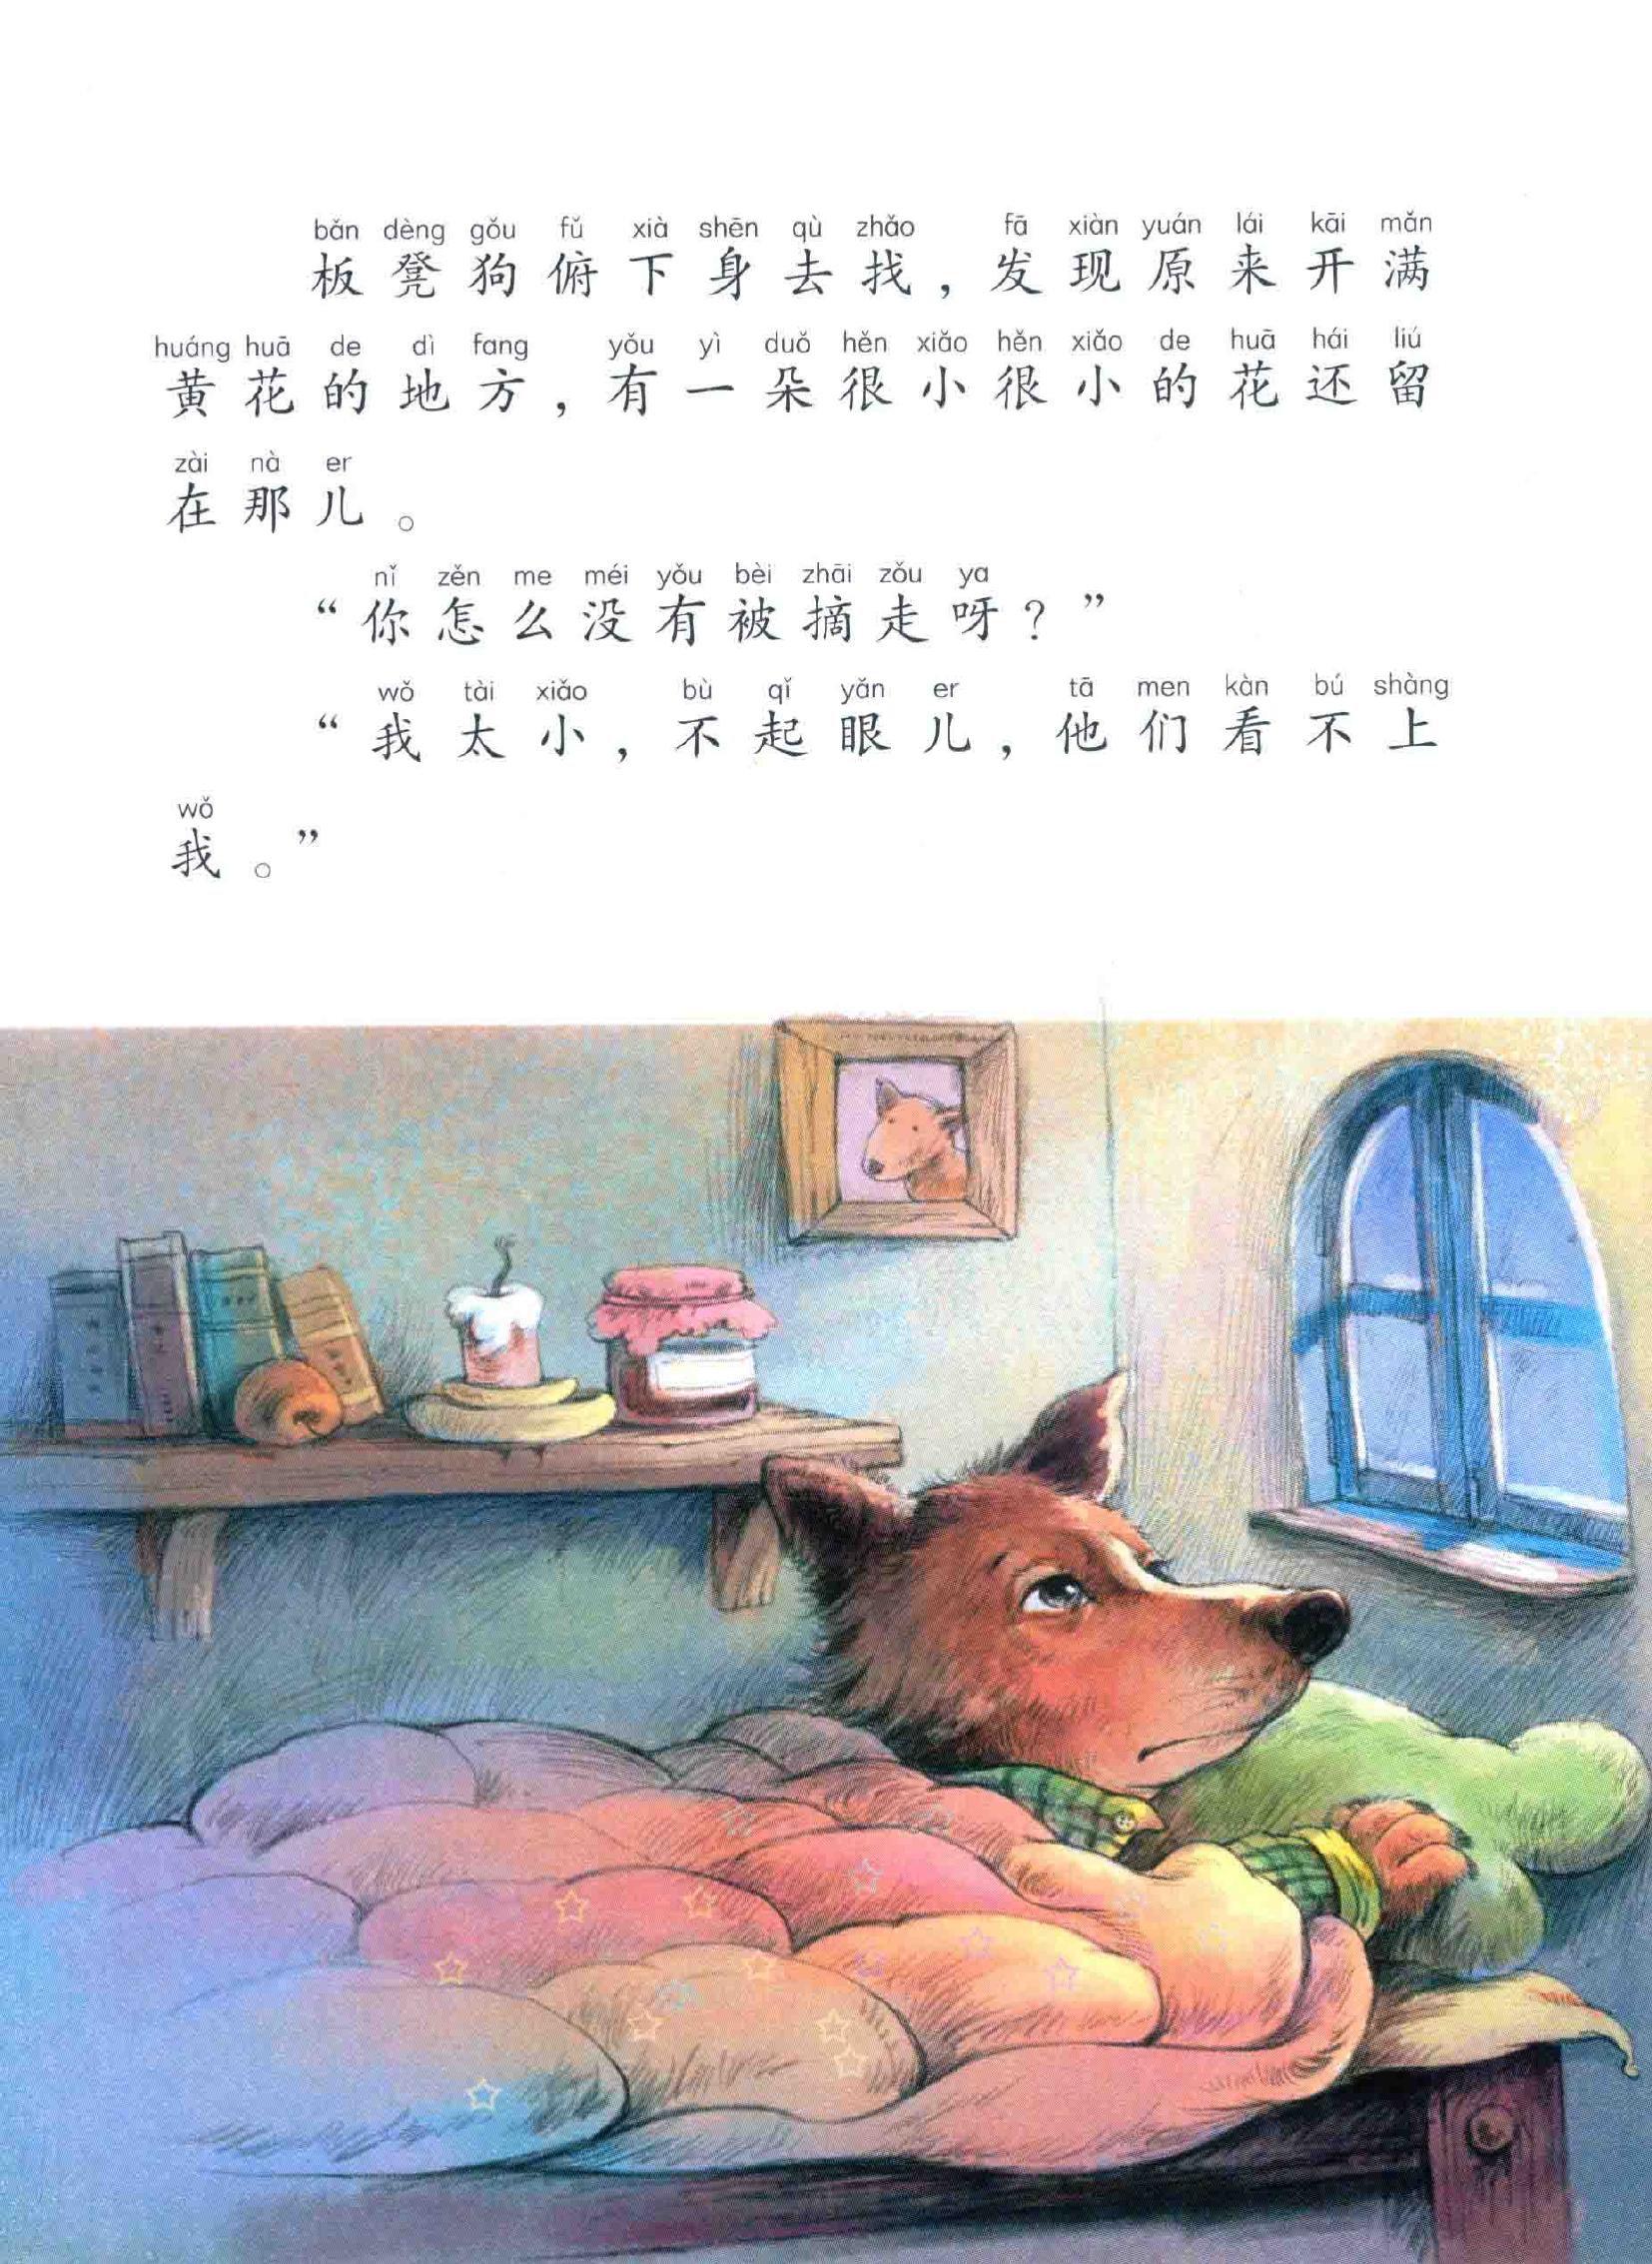 bǎn dèng gǒu fǔ xià shēn qù zhǎo fā xiàn yuán lái kāi mǎn
板凳狗俯下身去找，发现原来开满
huáng huā de dì fang yǒu yì duǒ hěn xiǎo hěn xiǎo de huā hái liú
黄花的地方，有一朵很小很小的花还留
zài nà er
在那儿。
nǐ zěn me méi yǒu bèi zhāi zǒu ya
“你怎么没有被摘走呀？”
wǒ tài xiǎo bù qǐ yǎn er tā men kàn bú shàng
“我太小，不起眼儿，他们看不上
wǒ
我。”